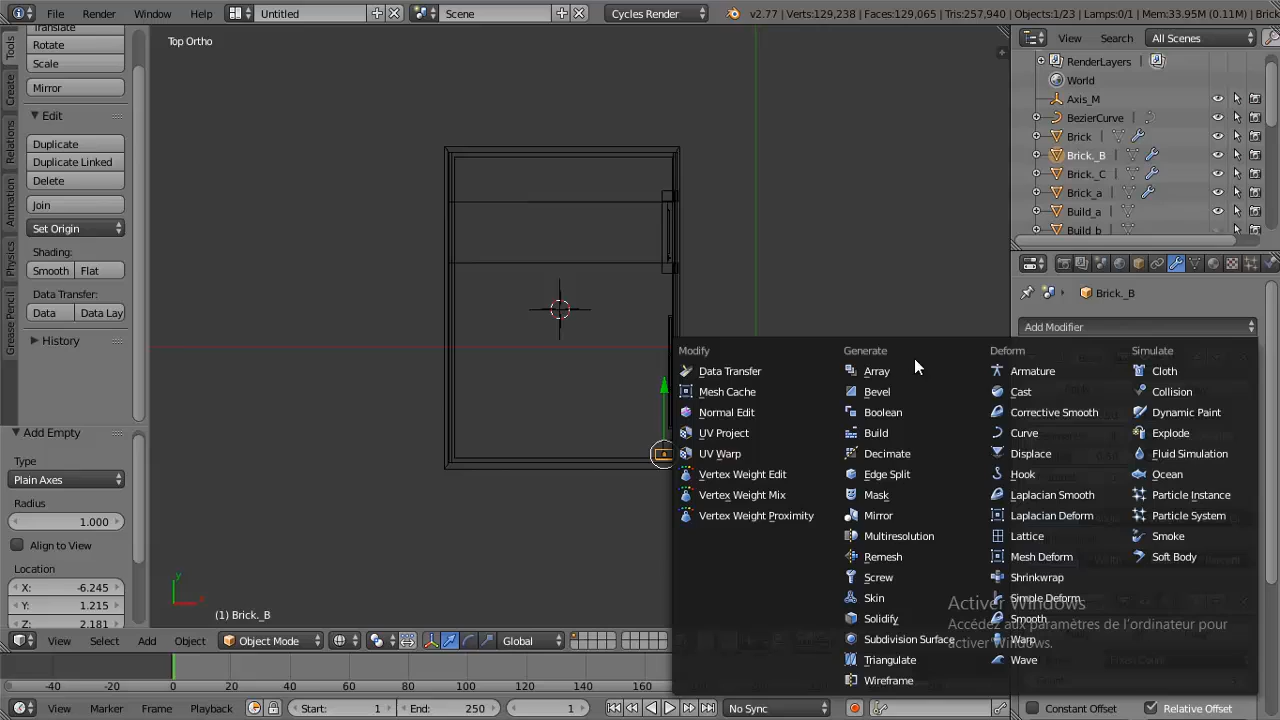 File Render Window Help Untitled Scene Cycles Render v2.77 | Verts:129,238 | Faces:129,065 | Tris:257,940 | Objects:1/23 | Lamps:0/1 | Mem:33.95M (0.11M) | Bric
Tools
Create
Relations
Animation
Physics
Grease Pencil
Translate
Rotate
Scale
Mirror
Edit
Duplicate
Duplicate Linked
Delete
Join
Set Origin
Shading:
Smooth Flat
Data Transfer:
Data Data Lay
History
Add Empty
Type
Plain Axes
Radius
1.000
Align to View
Location
X: -6.245
Y: 1.215
Z: 2.181
Top Ortho
(1) Brick._B
View Search All Scenes
RenderLayers
World
Axis_M
BezierCurve
Brick
Brick._B
Brick._C
Brick_a
Build_a
Build_b
Brick._B
Add Modifier
Modify
Data Transfer
Mesh Cache
Normal Edit
UV Project
UV Warp
Vertex Weight Edit
Vertex Weight Mix
Vertex Weight Proximity
Generate
Array
Bevel
Boolean
Build
Decimate
Edge Split
Mask
Mirror
Multiresolution
Remesh
Screw
Skin
Solidify
Subdivision Surface
Triangulate
Wireframe
Deform
Armature
Cast
Corrective Smooth
Curve
Displace
Hook
Laplacian Smooth
Laplacian Deform
Lattice
Mesh Deform
Shrinkwrap
Simple Deform
Smooth
Warp
Wave
Simulate
Cloth
Collision
Dynamic Paint
Explode
Fluid Simulation
Ocean
Particle Instance
Particle System
Smoke
Soft Body
Activer Windows
Accédez aux paramètres de l'ordinateur pour
activer Windows.
Constant Offset Relative Offset
View Select Add Object Object Mode Global
-40 -20 0 20 40 60 80 100 120 140 160
View Marker Frame Playback Start: 1 End: 250 1 No Sync